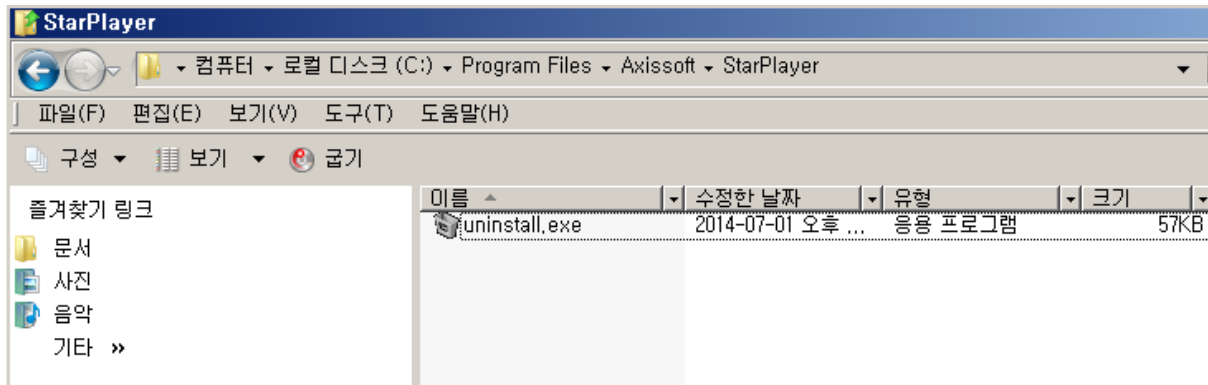 StarPlayer
컴퓨터 로컬 디스크 (C:) Program Files Axissoft StarPlayer
파일(F) 편집(E) 보기(V) 도구(T) 도움말(H)
구성 보기 굽기
즐겨찾기 링크
문서
사진
음악
기타 »
이름 수정한 날짜 유형 크기
uninstall.exe 2014-07-01 오후 ... 응용 프로그램 57KB